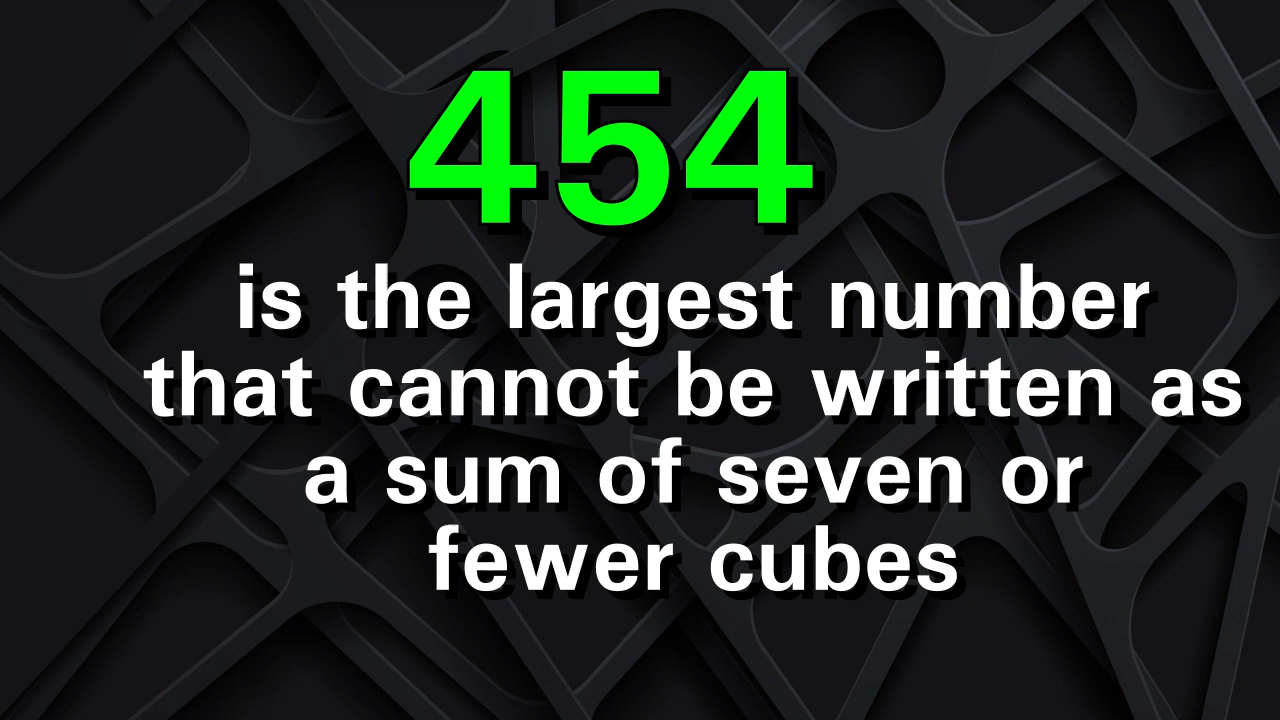 454
is the largest number
that cannot be written as
a sum of seven or
fewer cubes